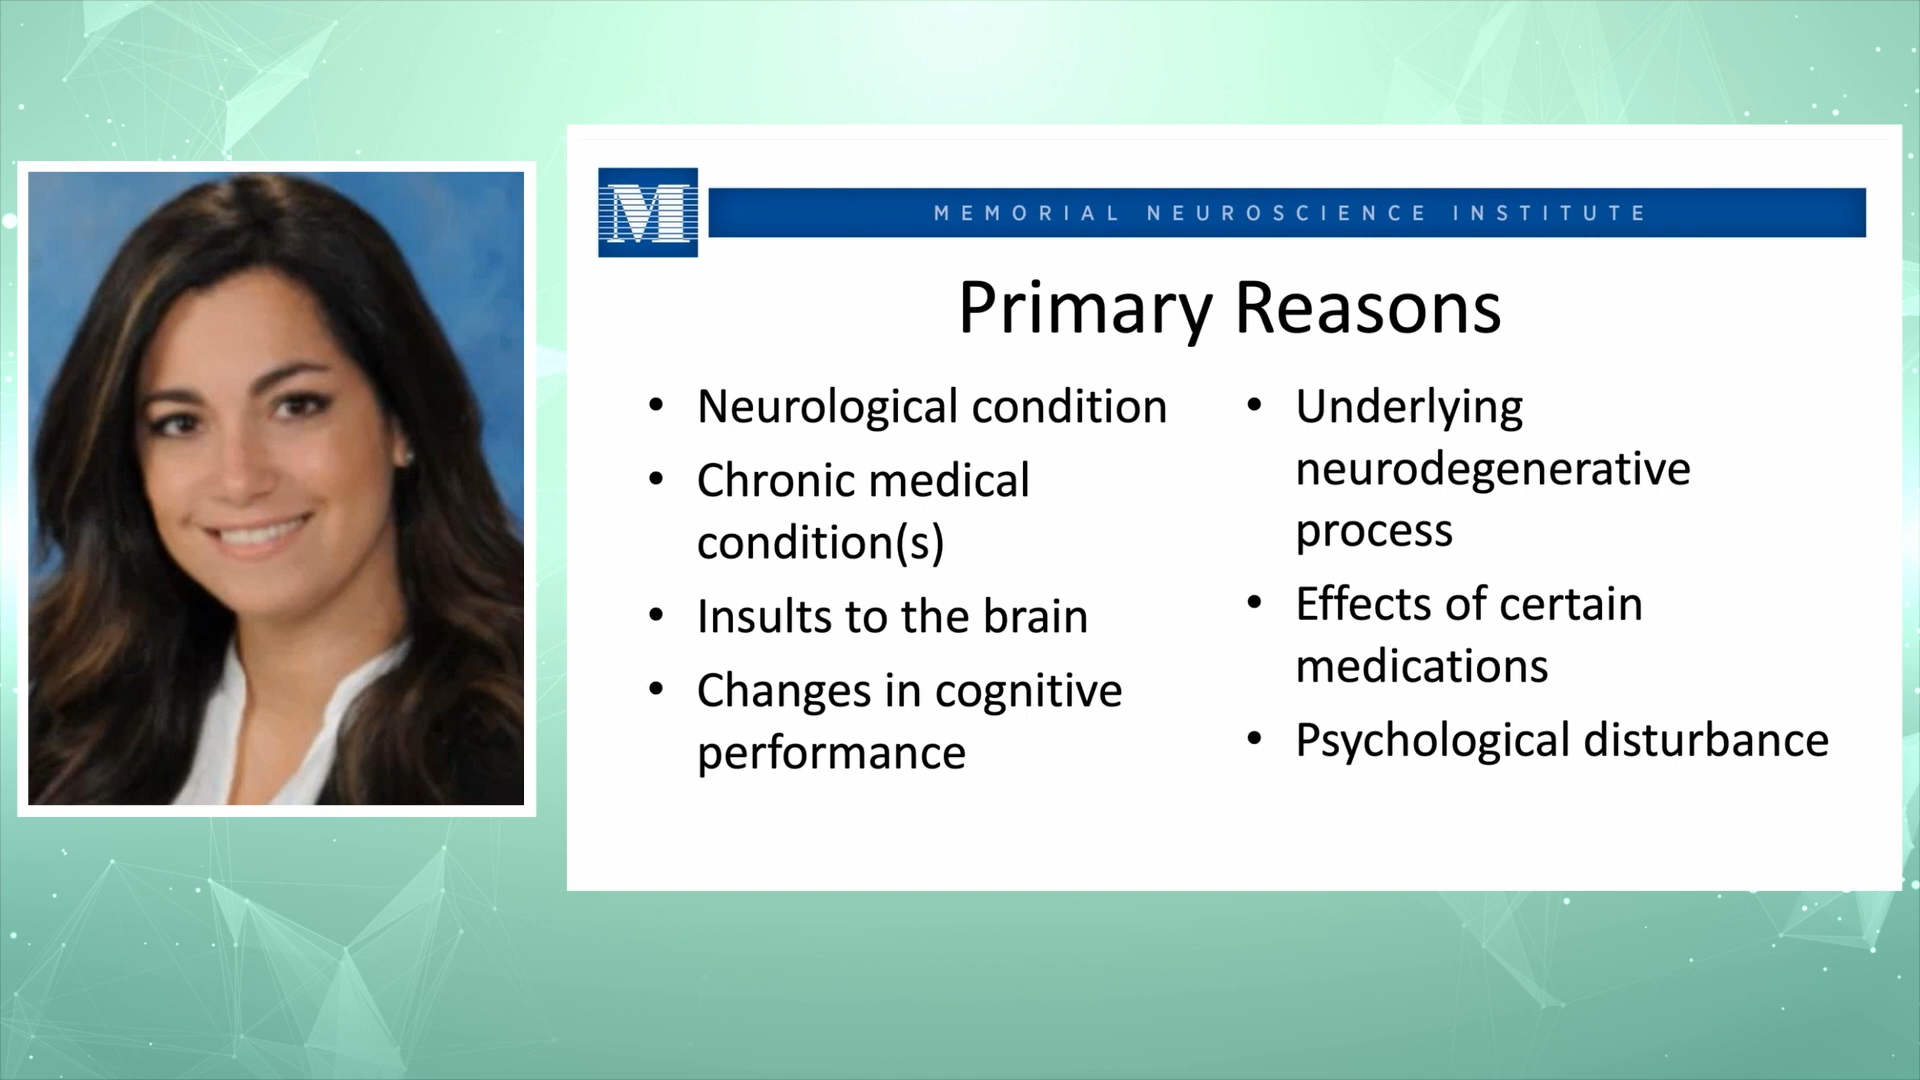 M
MEMORIAL NEUROSCIENCE INSTITUTE
Primary Reasons
• Neurological condition
• Chronic medical
condition(s)
• Insults to the brain
• Changes in cognitive
performance
• Underlying
neurodegenerative
process
• Effects of certain
medications
• Psychological disturbance